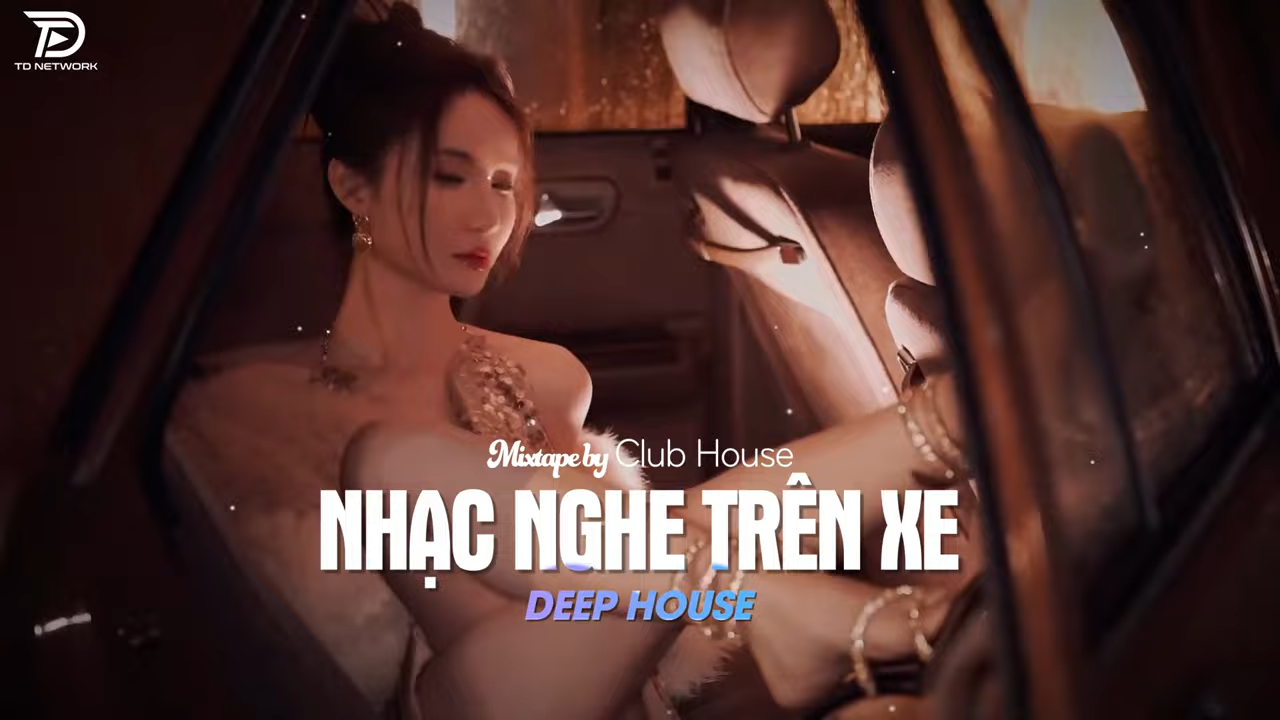 TD NETWORK
Mixtape by Club House
NHẠC NGHE TRÊN XE
DEEP HOUSE